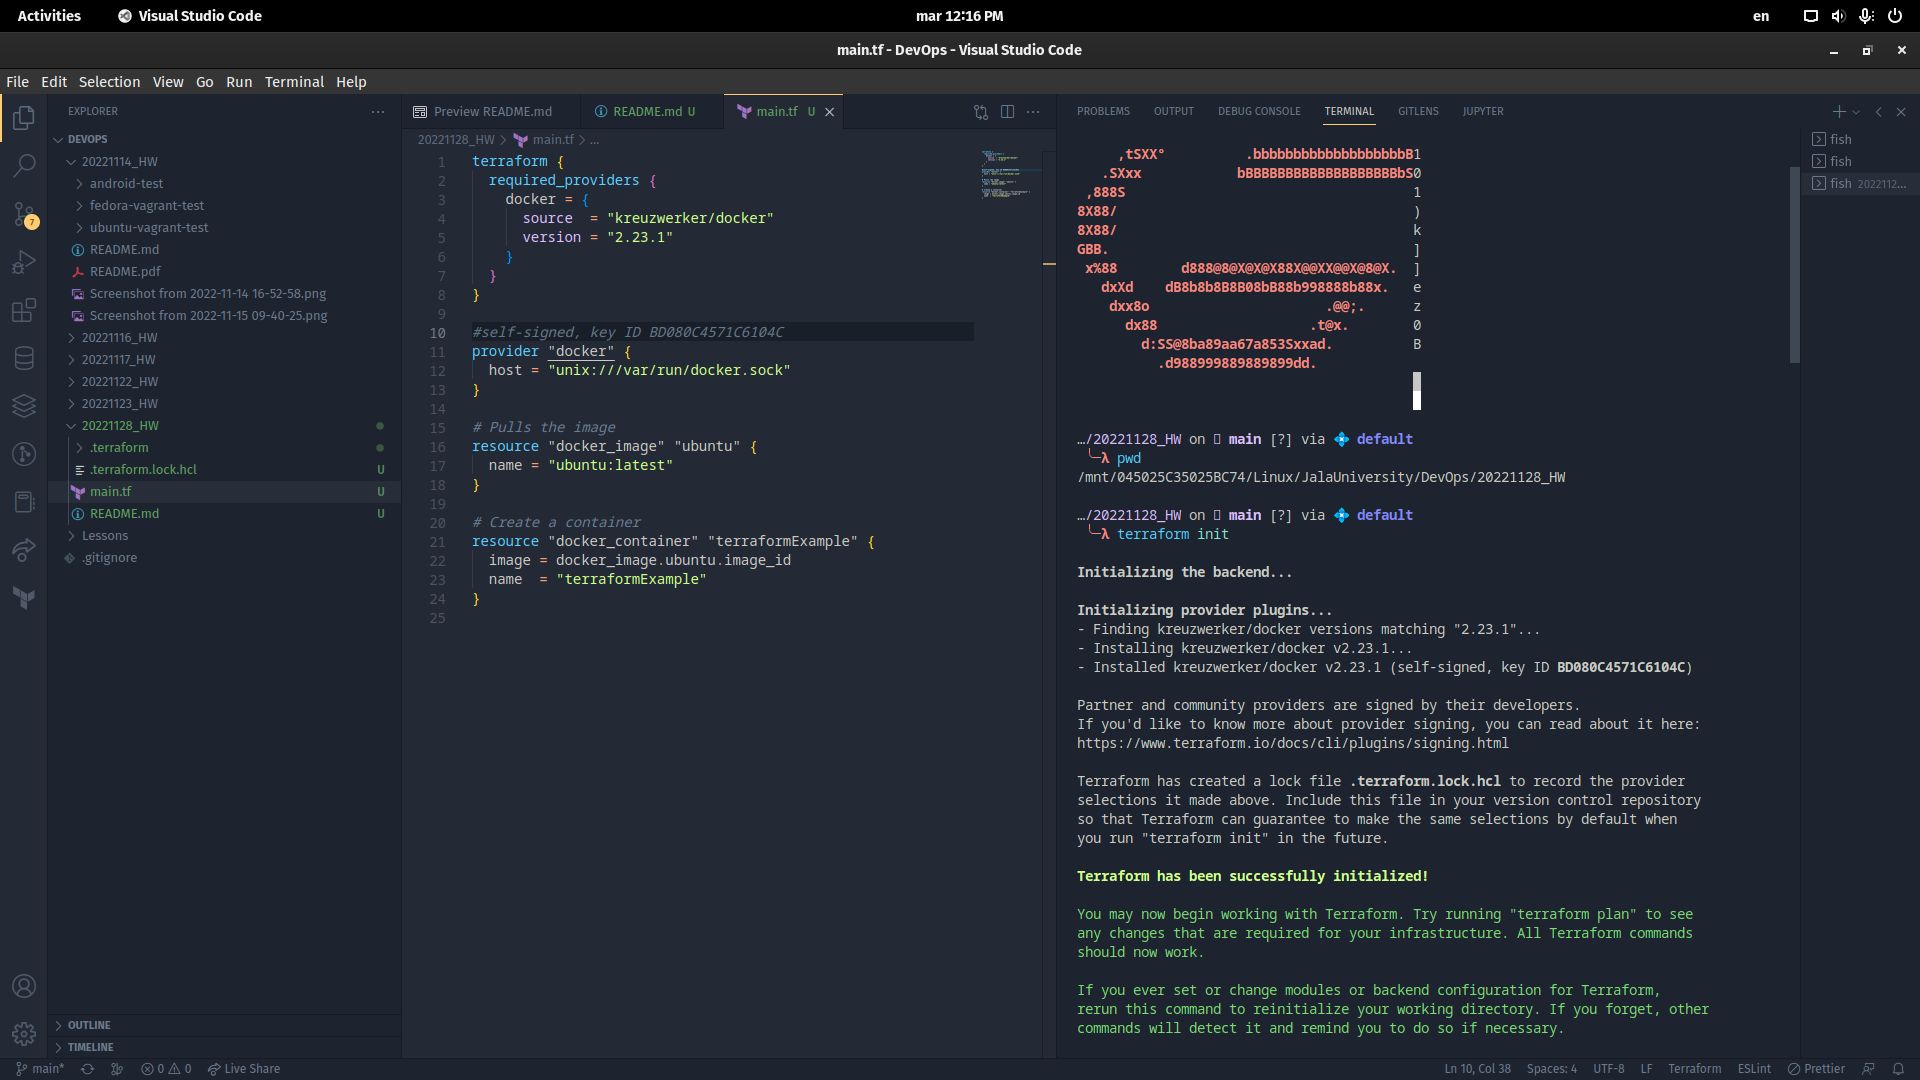 Activities
Visual Studio Code
mar 12:16 PM
en
main.tf - DevOps - Visual Studio Code
File Edit Selection View Go Run Terminal Help
EXPLORER
DEVOPS
20221114_HW
android-test
fedora-vagrant-test
ubuntu-vagrant-test
README.md
README.pdf
Screenshot from 2022-11-14 16-52-58.png
Screenshot from 2022-11-15 09-40-25.png
20221116_HW
20221117_HW
20221122_HW
20221123_HW
20221128_HW
.terraform
.terraform.lock.hcl U
main.tf U
README.md U
Lessons
.gitignore
OUTLINE
TIMELINE
7
Preview README.md
README.md U
main.tf U
20221128_HW > main.tf > ...
1 terraform {
2 required_providers {
3 docker = {
4 source = "kreuzwerker/docker"
5 version = "2.23.1"
6 }
7 }
8 }
9
10 #self-signed, key ID BD080C4571C6104C
11 provider "docker" {
12 host = "unix:///var/run/docker.sock"
13 }
14
15 # Pulls the image
16 resource "docker_image" "ubuntu" {
17 name = "ubuntu:latest"
18 }
19
20 # Create a container
21 resource "docker_container" "terraformExample" {
22 image = docker_image.ubuntu.image_id
23 name = "terraformExample"
24 }
25
PROBLEMS OUTPUT DEBUG CONSOLE TERMINAL GITLENS JUPYTER
fish
fish
fish 2022112...
,tSXX° .bbbbbbbbbbbbbbbbbbbB1
.SXxx bBBBBBBBBBBBBBBBBBBBbS0
,888S 1
8X88/ )
8X88/ k
GBB. ]
x%88 d888@8@X@X@X88X@@XX@@X@8@X. ]
dxXd dB8b8b8B8B08bB88b998888b88x. e
dxx8o .@@;. z
dx88 .t@x. 0
d:SS@8ba89aa67a853Sxxad. B
.d988999889889899dd.
…/20221128_HW on main [?] via default
λ pwd
/mnt/045025C35025BC74/Linux/JalaUniversity/DevOps/20221128_HW
…/20221128_HW on main [?] via default
λ terraform init
Initializing the backend...
Initializing provider plugins...
- Finding kreuzwerker/docker versions matching "2.23.1"...
- Installing kreuzwerker/docker v2.23.1...
- Installed kreuzwerker/docker v2.23.1 (self-signed, key ID BD080C4571C6104C)
Partner and community providers are signed by their developers.
If you'd like to know more about provider signing, you can read about it here:
https://www.terraform.io/docs/cli/plugins/signing.html
Terraform has created a lock file .terraform.lock.hcl to record the provider
selections it made above. Include this file in your version control repository
so that Terraform can guarantee to make the same selections by default when
you run "terraform init" in the future.
Terraform has been successfully initialized!
You may now begin working with Terraform. Try running "terraform plan" to see
any changes that are required for your infrastructure. All Terraform commands
should now work.
If you ever set or change modules or backend configuration for Terraform,
rerun this command to reinitialize your working directory. If you forget, other
commands will detect it and remind you to do so if necessary.
main* 0 0 Live Share
Ln 10, Col 38 Spaces: 4 UTF-8 LF Terraform ESLint Prettier